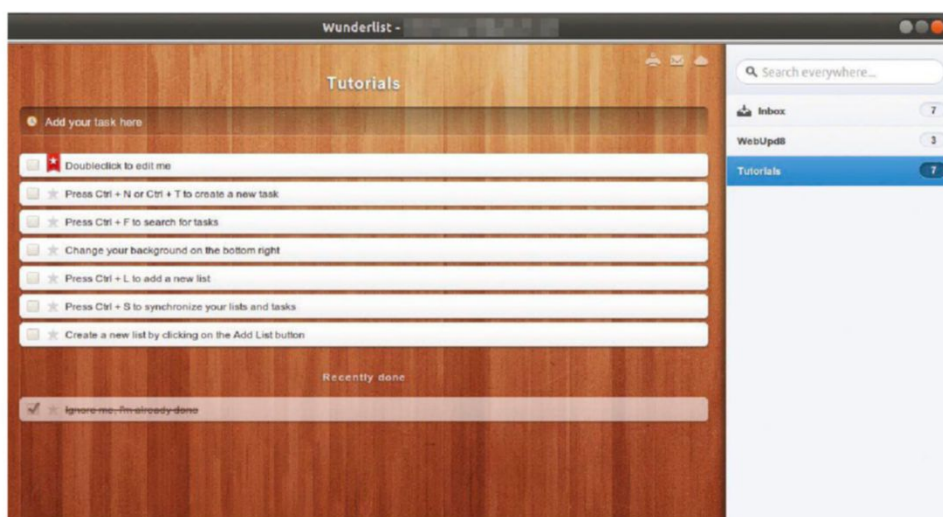 Wunderlist -
Tutorials
Add your task here
Doubleclick to edit me
Press Ctrl + N or Ctrl + T to create a new task
Press Ctrl + F to search for tasks
Change your background on the bottom right
Press Ctrl + L to add a new list
Press Ctrl + S to synchronize your lists and tasks
Create a new list by clicking on the Add List button
Recently done
Ignore me, I'm already done
Search everywhere...
Inbox 7
WebUpd8 3
Tutorials 7